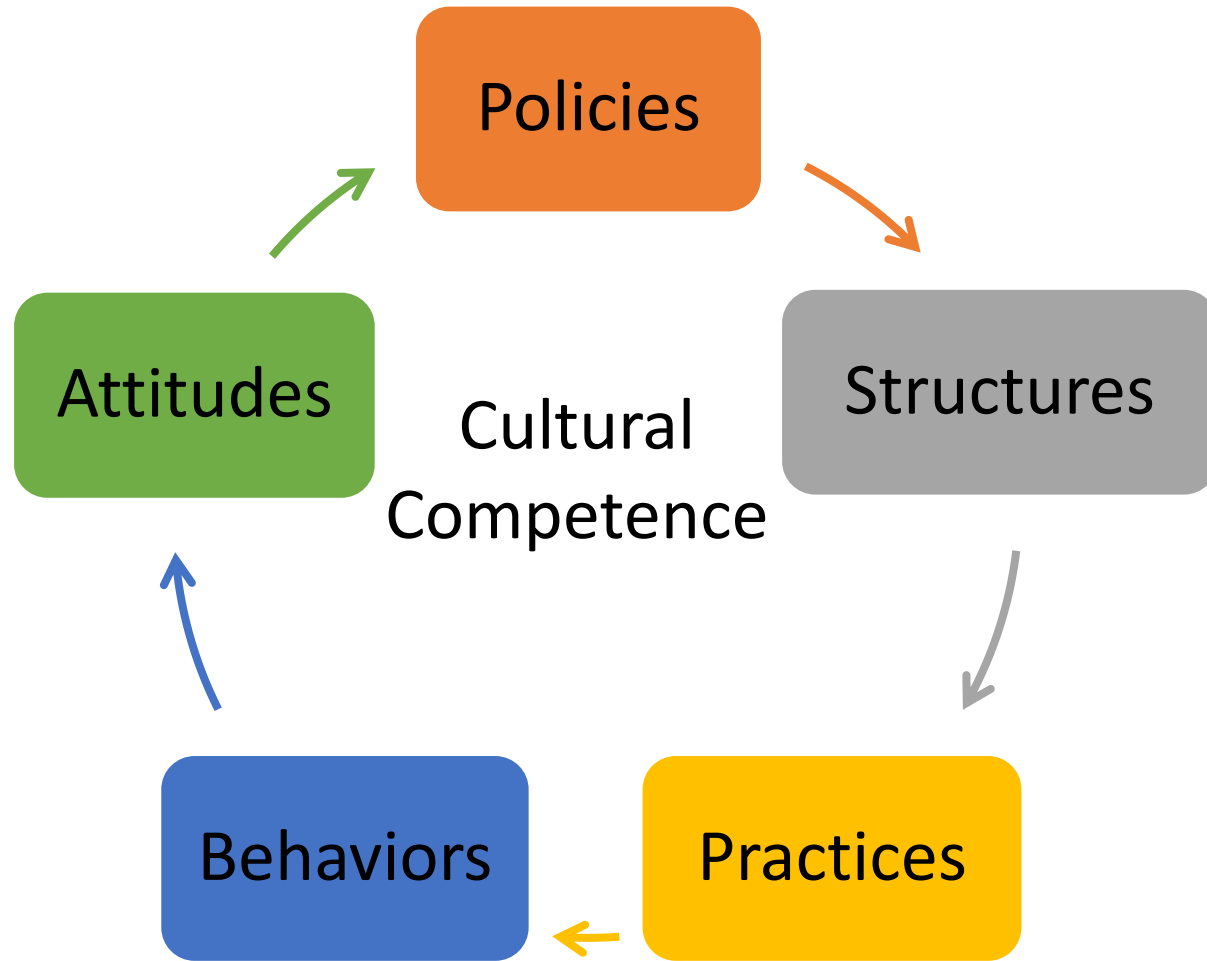 Policies
Structures
Attitudes
Cultural
Competence
Practices
Behaviors